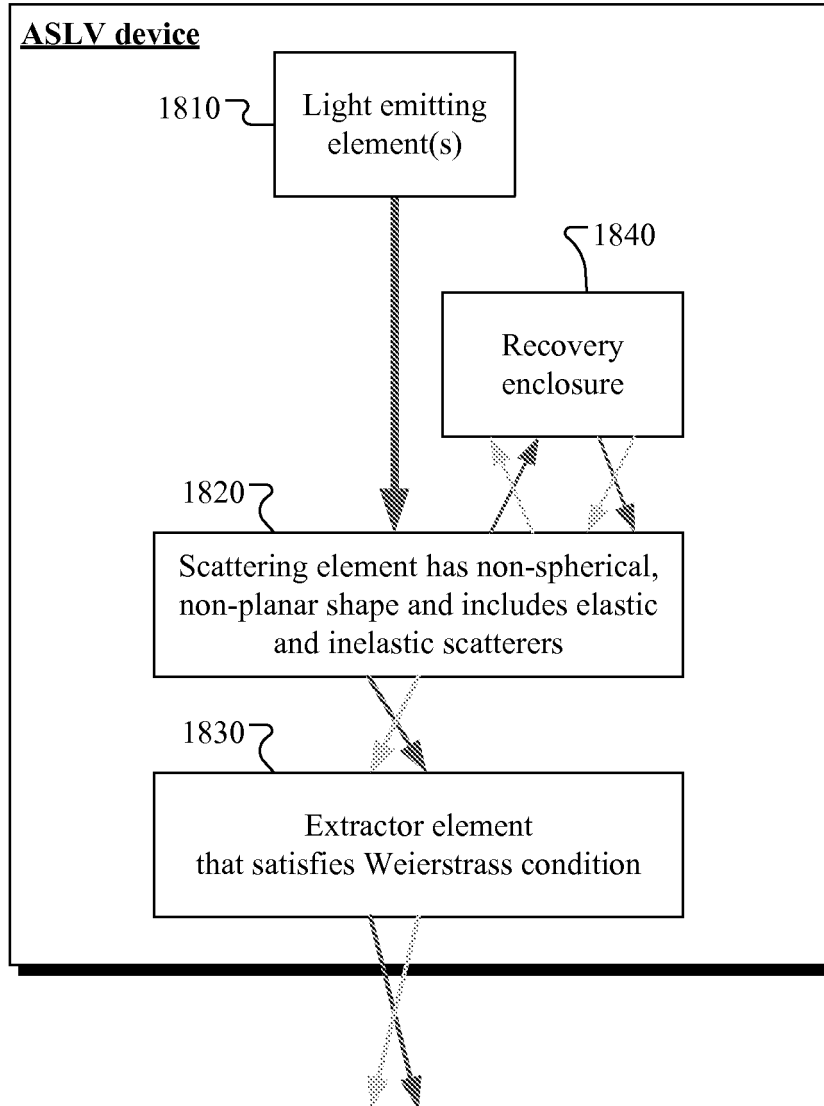 ASLV device
1810
Light emitting
element(s)
1840
Recovery
enclosure
1820
Scattering element has non-spherical,
non-planar shape and includes elastic
and inelastic scatterers
1830
Extractor element
that satisfies Weierstrass condition